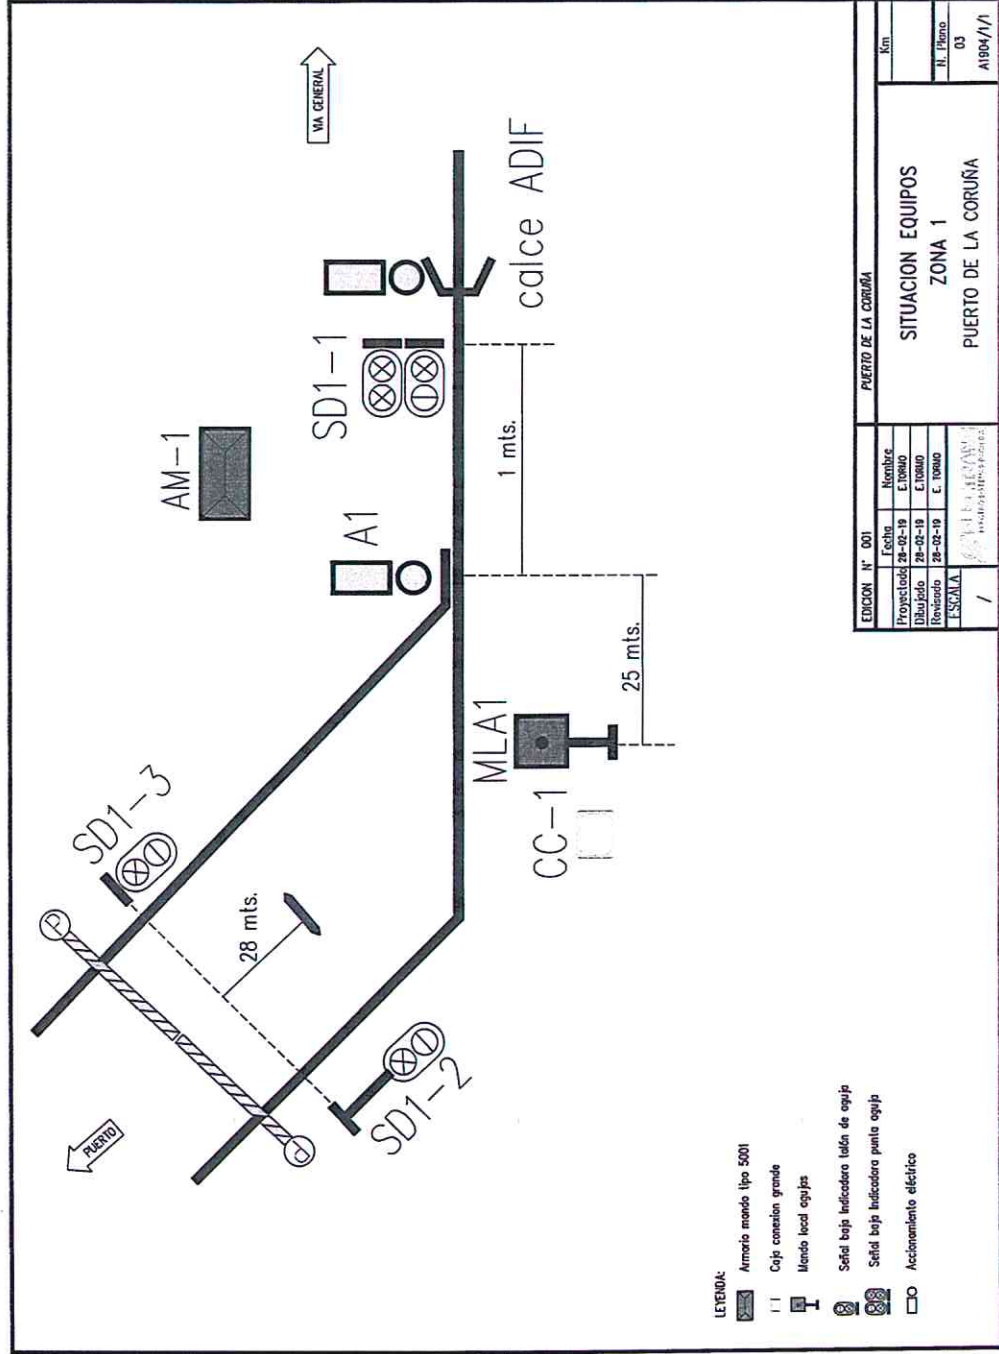 VIA GENERAL
PUERTO
AM-1
SD1-1
A1
calce ADIF
1 mts.
25 mts.
MLA1
CC-1
SD1-3
28 mts.
SD1-2
LEYENDA:
Armario mando tipo 5001
Caja conexion grande
Mando local agujas
Señal baja indicadora talón de aguja
Señal baja indicadora punta aguja
Accionamiento eléctrico
EDICION Nº 001
Fecha Nombre
Proyectado 28-02-19 E.TORMO
Dibujado 28-02-19 E.TORMO
Revisado 28-02-19 E. TORMO
ESCALA
/
PUERTO DE LA CORUÑA
SITUACION EQUIPOS
ZONA 1
PUERTO DE LA CORUÑA
Km
N. Plano
03
A1904/1/1